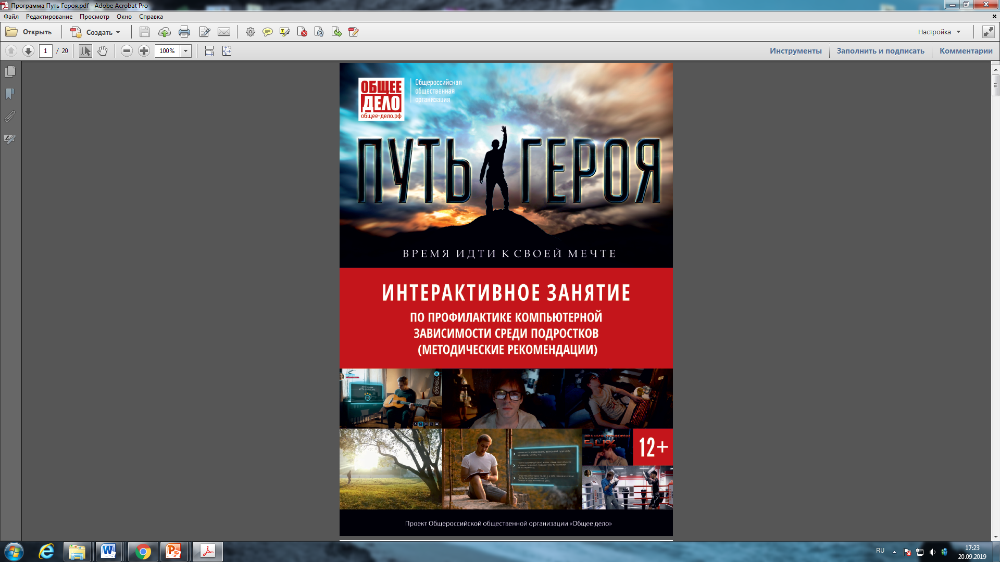 Программа Путь Героя.pdf - Adobe Acrobat Pro
Файл Редактирование Просмотр Окно Справка
Открыть Создать Настройка
1 / 20 100% Инструменты Заполнить и подписать Комментарии
ОБЩЕЕ
ДЕЛО
общее-дело.рф
Общероссийская
общественная
организация
ПУТЬ ГЕРОЯ
ВРЕМЯ ИДТИ К СВОЕЙ МЕЧТЕ
ИНТЕРАКТИВНОЕ ЗАНЯТИЕ
ПО ПРОФИЛАКТИКЕ КОМПЬЮТЕРНОЙ
ЗАВИСИМОСТИ СРЕДИ ПОДРОСТКОВ
(МЕТОДИЧЕСКИЕ РЕКОМЕНДАЦИИ)
12+
Проект Общероссийской общественной организации «Общее дело»
RU
17:23
20.09.2019